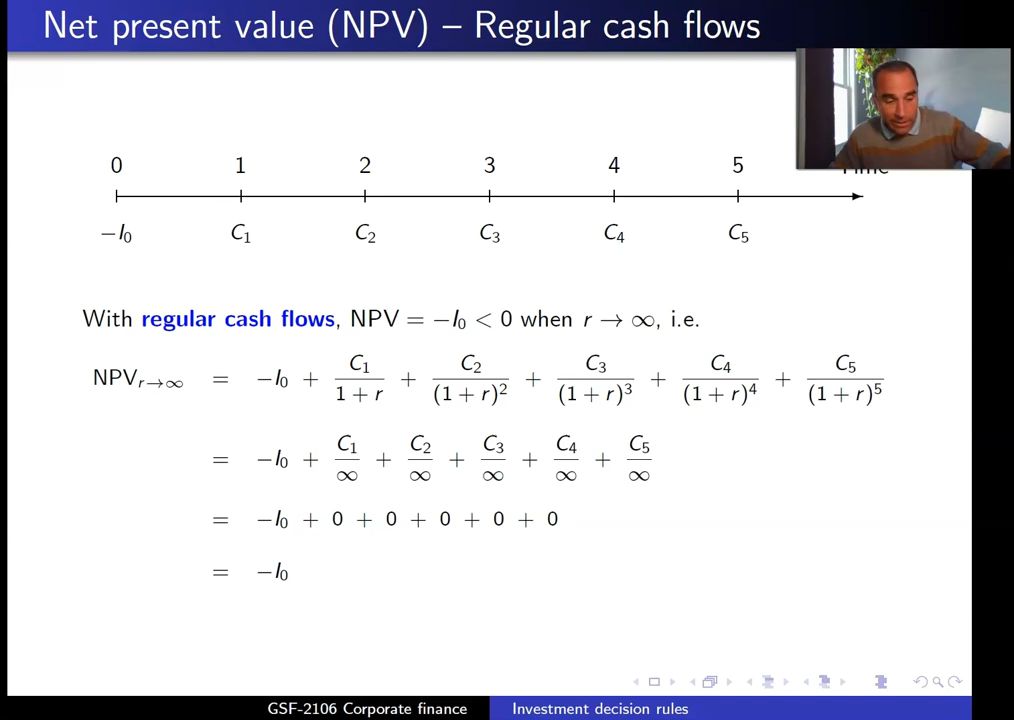 Net present value (NPV) – Regular cash flows
0 1 2 3 4 5
−I₀ C₁ C₂ C₃ C₄ C₅
With regular cash flows, NPV = −I₀ < 0 when r → ∞, i.e.
NPVᵣ→∞ = −I₀ + C₁/(1 + r) + C₂/(1 + r)² + C₃/(1 + r)³ + C₄/(1 + r)⁴ + C₅/(1 + r)⁵
= −I₀ + C₁/∞ + C₂/∞ + C₃/∞ + C₄/∞ + C₅/∞
= −I₀ + 0 + 0 + 0 + 0 + 0
= −I₀
GSF-2106 Corporate finance Investment decision rules